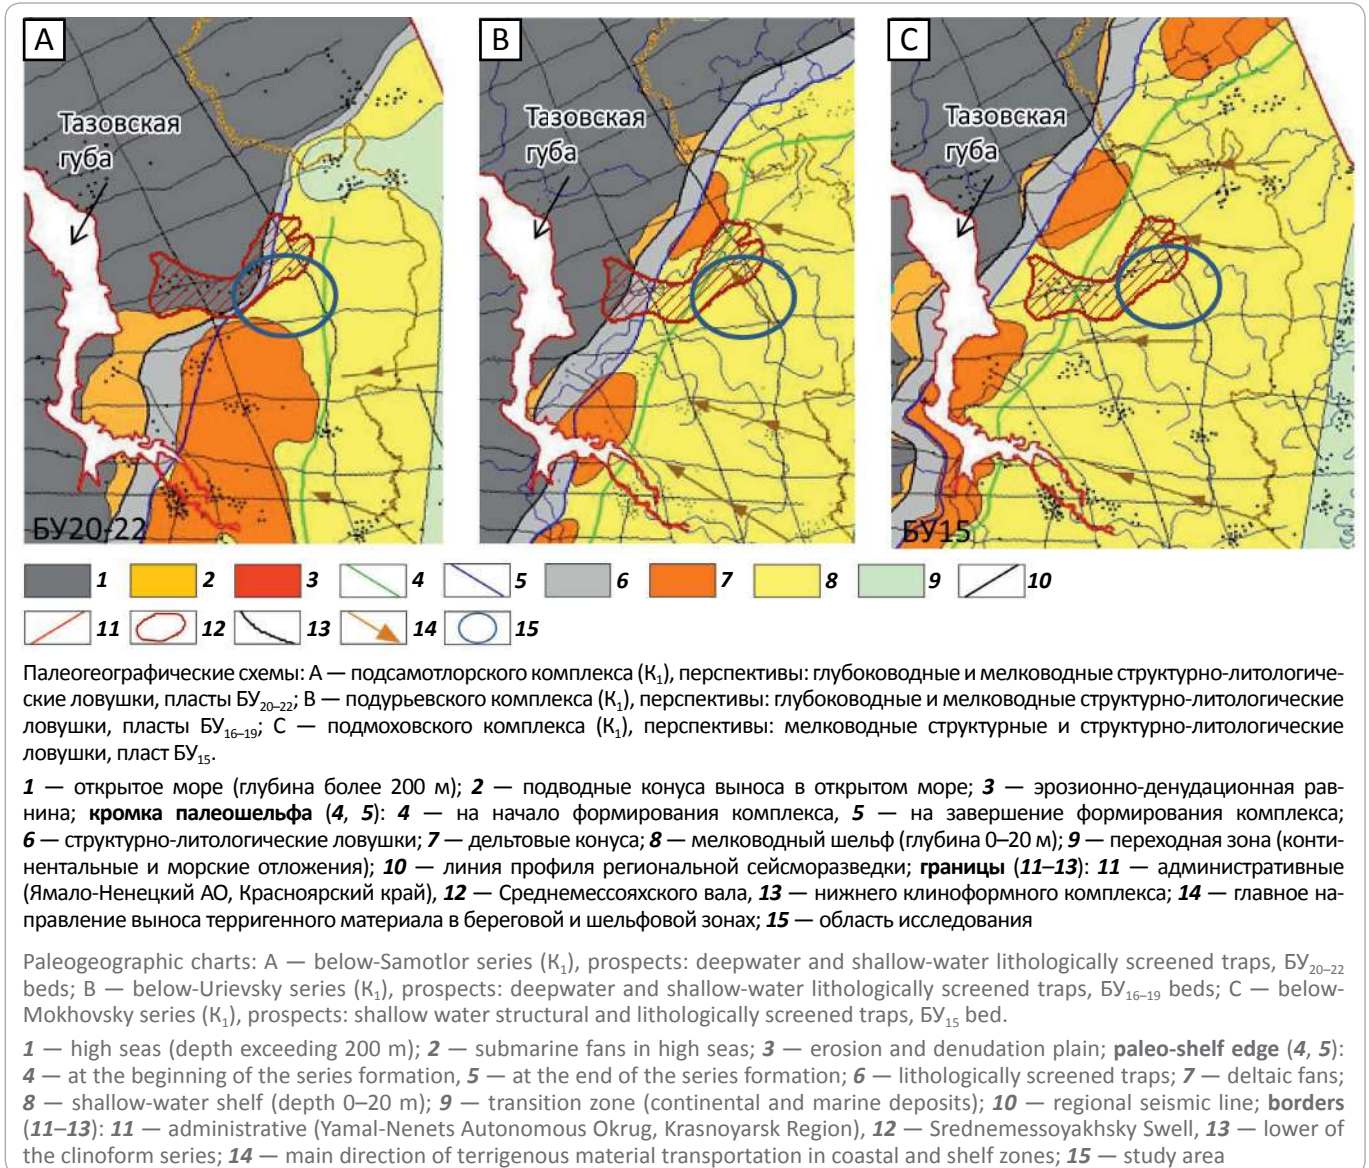 A
B
C
Тазовская
губа
Тазовская
губа
Тазовская
губа
БУ20-22
БУ15
1 2 3 4 5 6 7 8 9 10
11 12 13 14 15
Палеогеографические схемы: А — подсамотлорского комплекса (K₁), перспективы: глубоководные и мелководные структурно-литологиче-
ские ловушки, пласты БУ₂₀₋₂₂; В — подурьевского комплекса (K₁), перспективы: глубоководные и мелководные структурно-литологические
ловушки, пласты БУ₁₆₋₁₉; С — подмоховского комплекса (K₁), перспективы: мелководные структурные и структурно-литологические
ловушки, пласт БУ₁₅.
1 — открытое море (глубина более 200 м); 2 — подводные конуса выноса в открытом море; 3 — эрозионно-денудационная рав-
нина; кромка палеошельфа (4, 5): 4 — на начало формирования комплекса, 5 — на завершение формирования комплекса;
6 — структурно-литологические ловушки; 7 — дельтовые конуса; 8 — мелководный шельф (глубина 0–20 м); 9 — переходная зона (конти-
нентальные и морские отложения); 10 — линия профиля региональной сейсморазведки; границы (11–13): 11 — административные
(Ямало-Ненецкий АО, Красноярский край), 12 — Среднемессояхского вала, 13 — нижнего клиноформного комплекса; 14 — главное на-
правление выноса терригенного материала в береговой и шельфовой зонах; 15 — область исследования
Paleogeographic charts: A — below-Samotlor series (K₁), prospects: deepwater and shallow-water lithologically screened traps, БУ₂₀₋₂₂
beds; B — below-Urievsky series (K₁), prospects: deepwater and shallow-water lithologically screened traps, БУ₁₆₋₁₉ beds; C — below-
Mokhovsky series (K₁), prospects: shallow water structural and lithologically screened traps, БУ₁₅ bed.
1 — high seas (depth exceeding 200 m); 2 — submarine fans in high seas; 3 — erosion and denudation plain; paleo-shelf edge (4, 5):
4 — at the beginning of the series formation, 5 — at the end of the series formation; 6 — lithologically screened traps; 7 — deltaic fans;
8 — shallow-water shelf (depth 0–20 m); 9 — transition zone (continental and marine deposits); 10 — regional seismic line; borders
(11–13): 11 — administrative (Yamal-Nenets Autonomous Okrug, Krasnoyarsk Region), 12 — Srednemessoyakhsky Swell, 13 — lower of
the clinoform series; 14 — main direction of terrigenous material transportation in coastal and shelf zones; 15 — study area